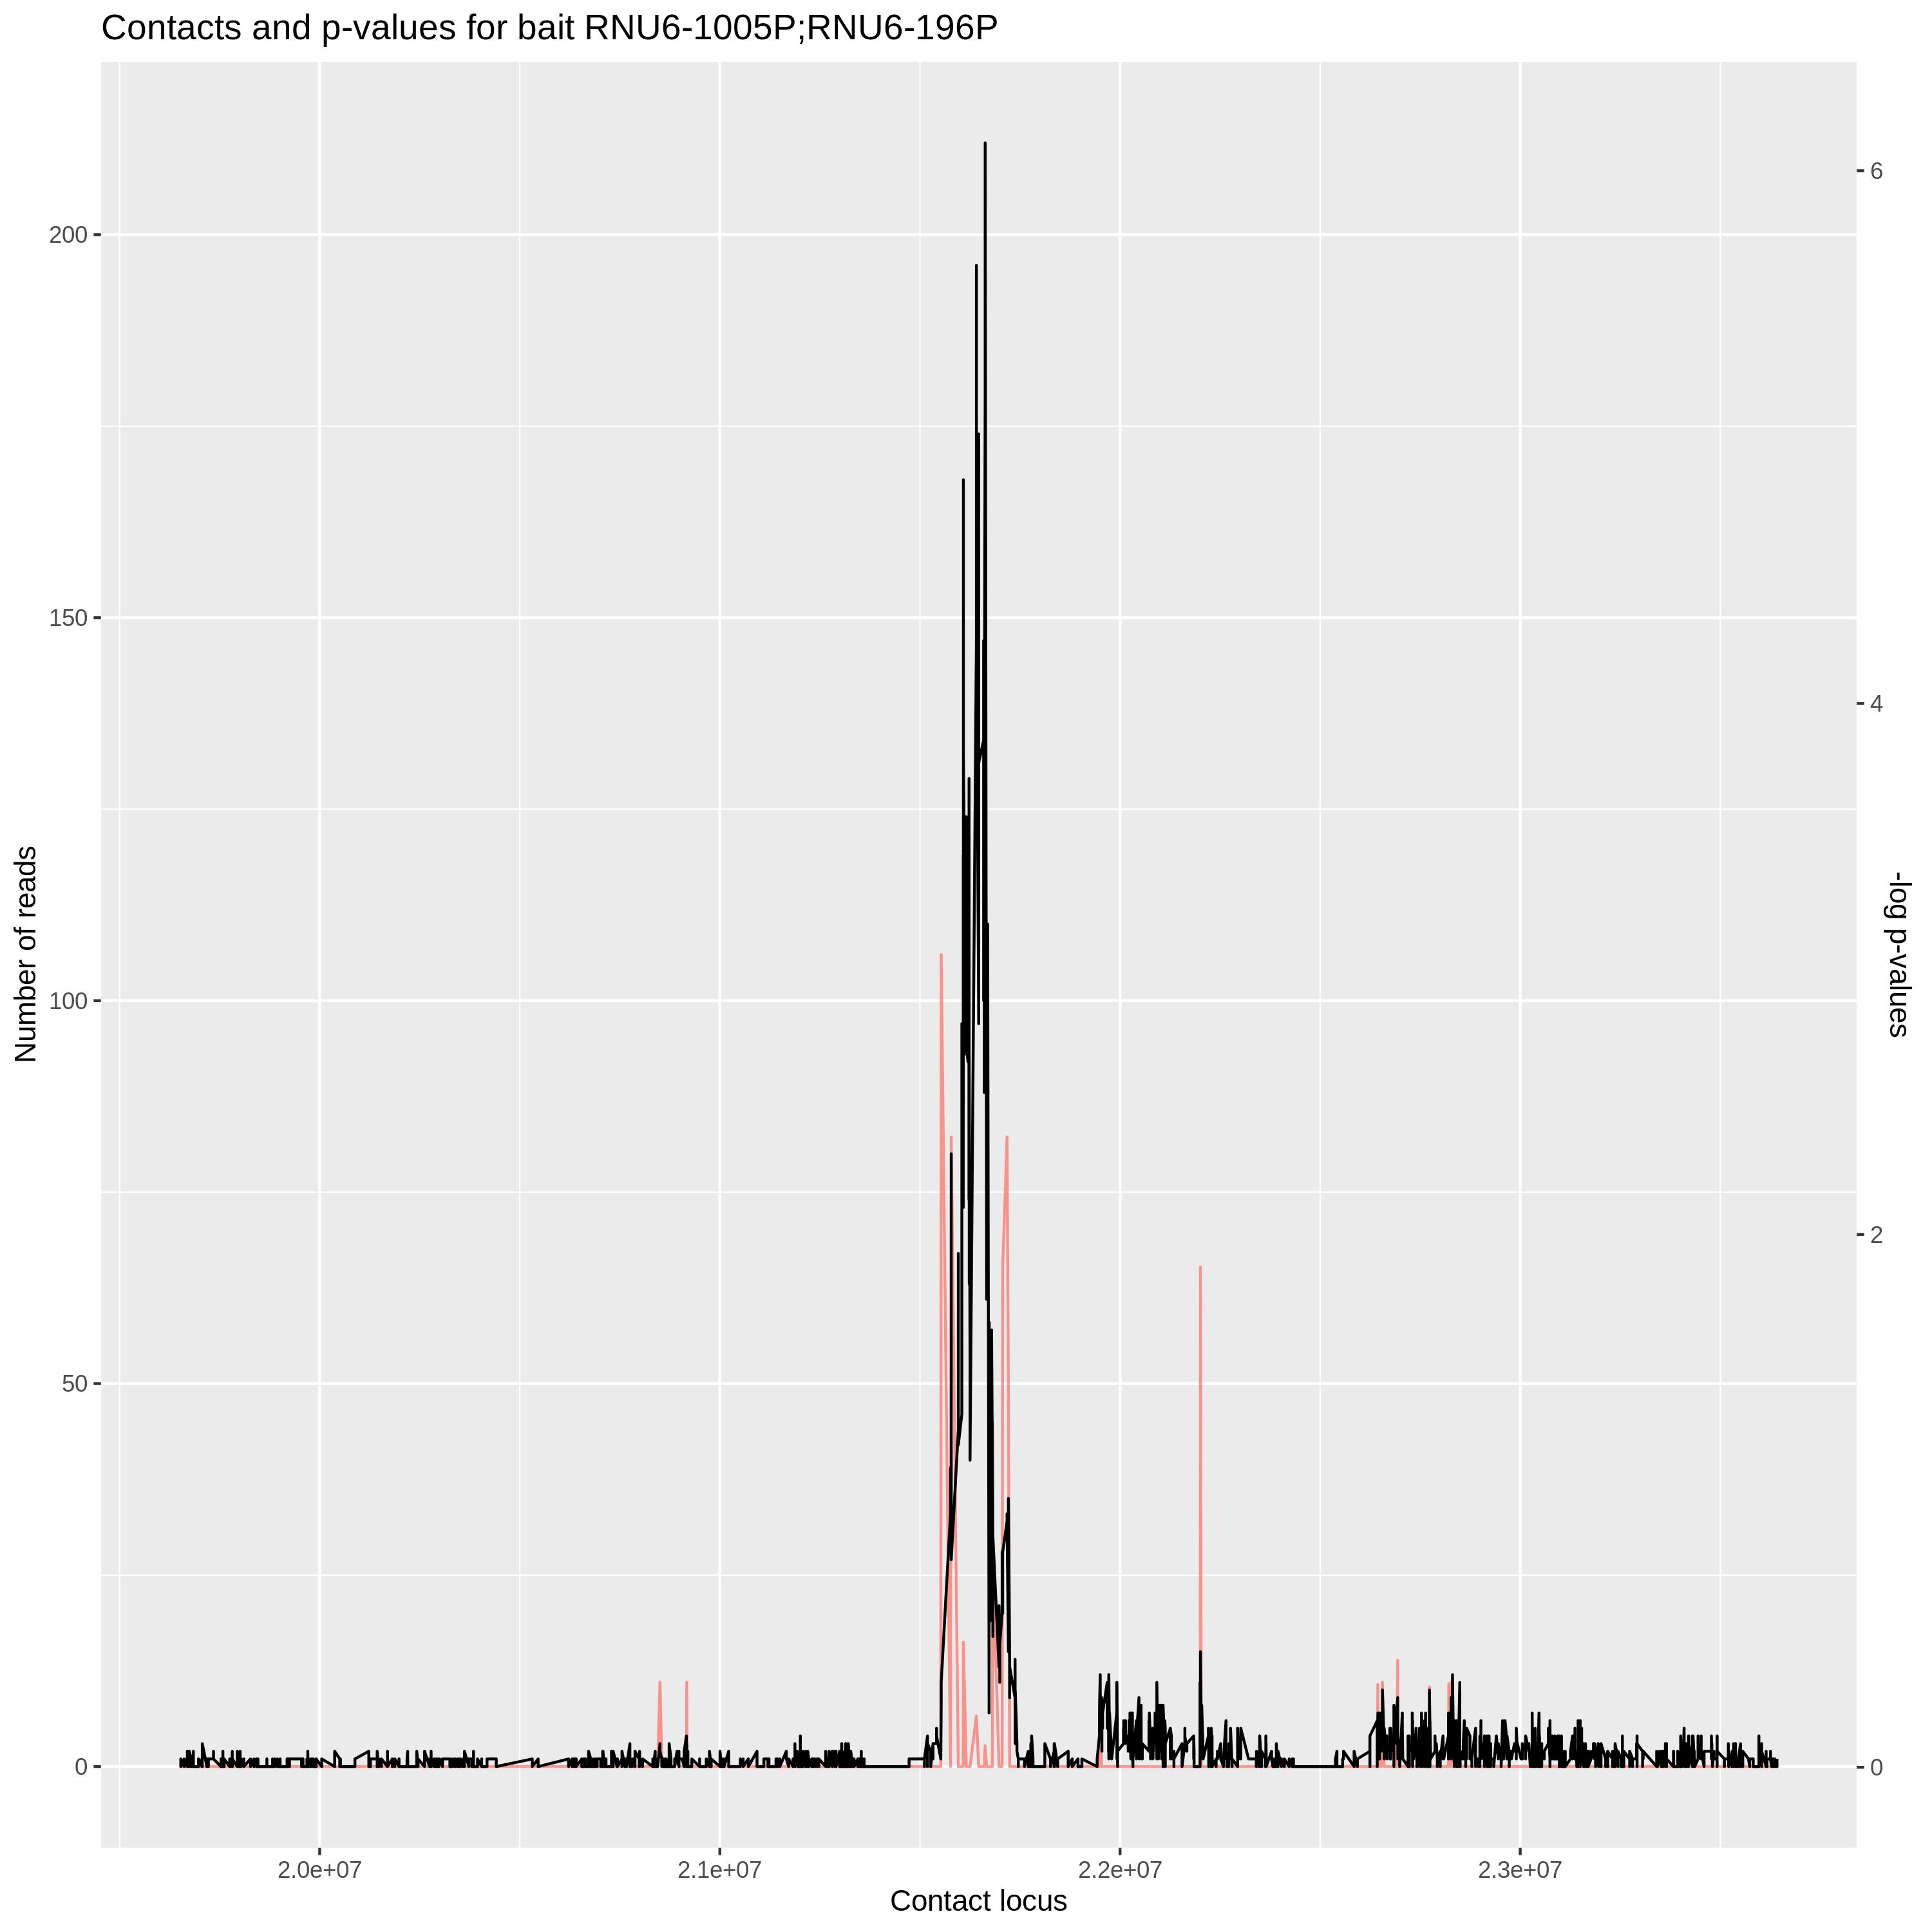 Contacts and p-values for bait RNU6-1005P;RNU6-196P
Number of reads
200
150
100
50
0
6
4
2
0
-log p-values
2.0e+07
2.1e+07
2.2e+07
2.3e+07
Contact locus